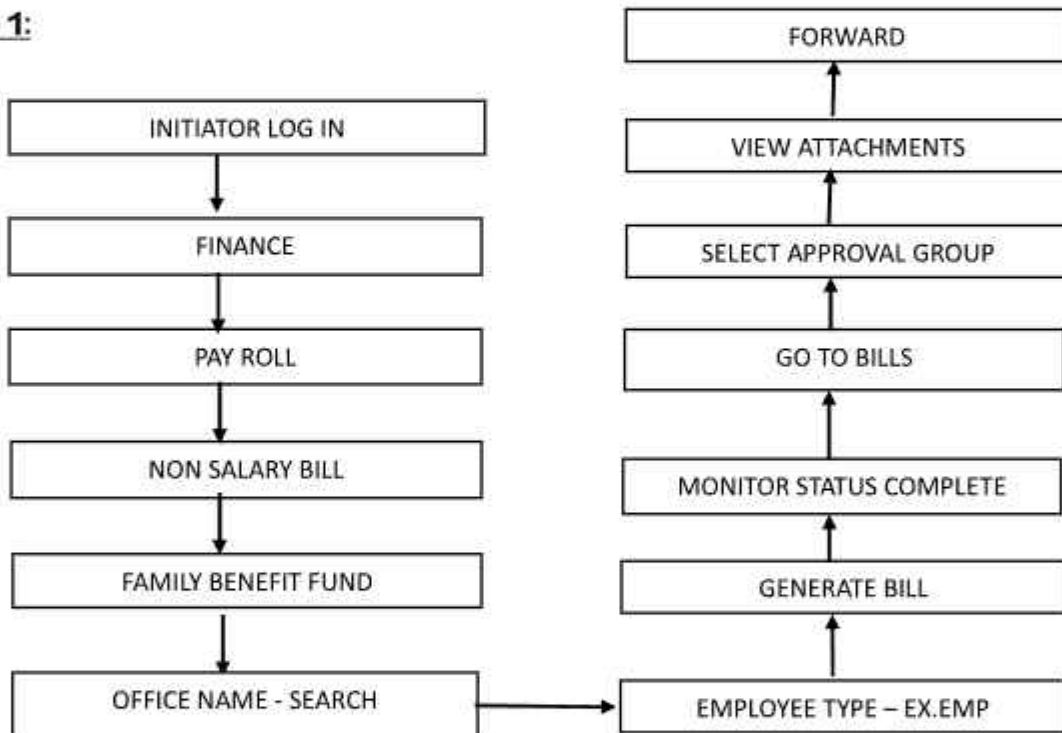 1:
INITIATOR LOG IN
FINANCE
PAY ROLL
NON SALARY BILL
FAMILY BENEFIT FUND
OFFICE NAME - SEARCH
EMPLOYEE TYPE – EX.EMP
GENERATE BILL
MONITOR STATUS COMPLETE
GO TO BILLS
SELECT APPROVAL GROUP
VIEW ATTACHMENTS
FORWARD